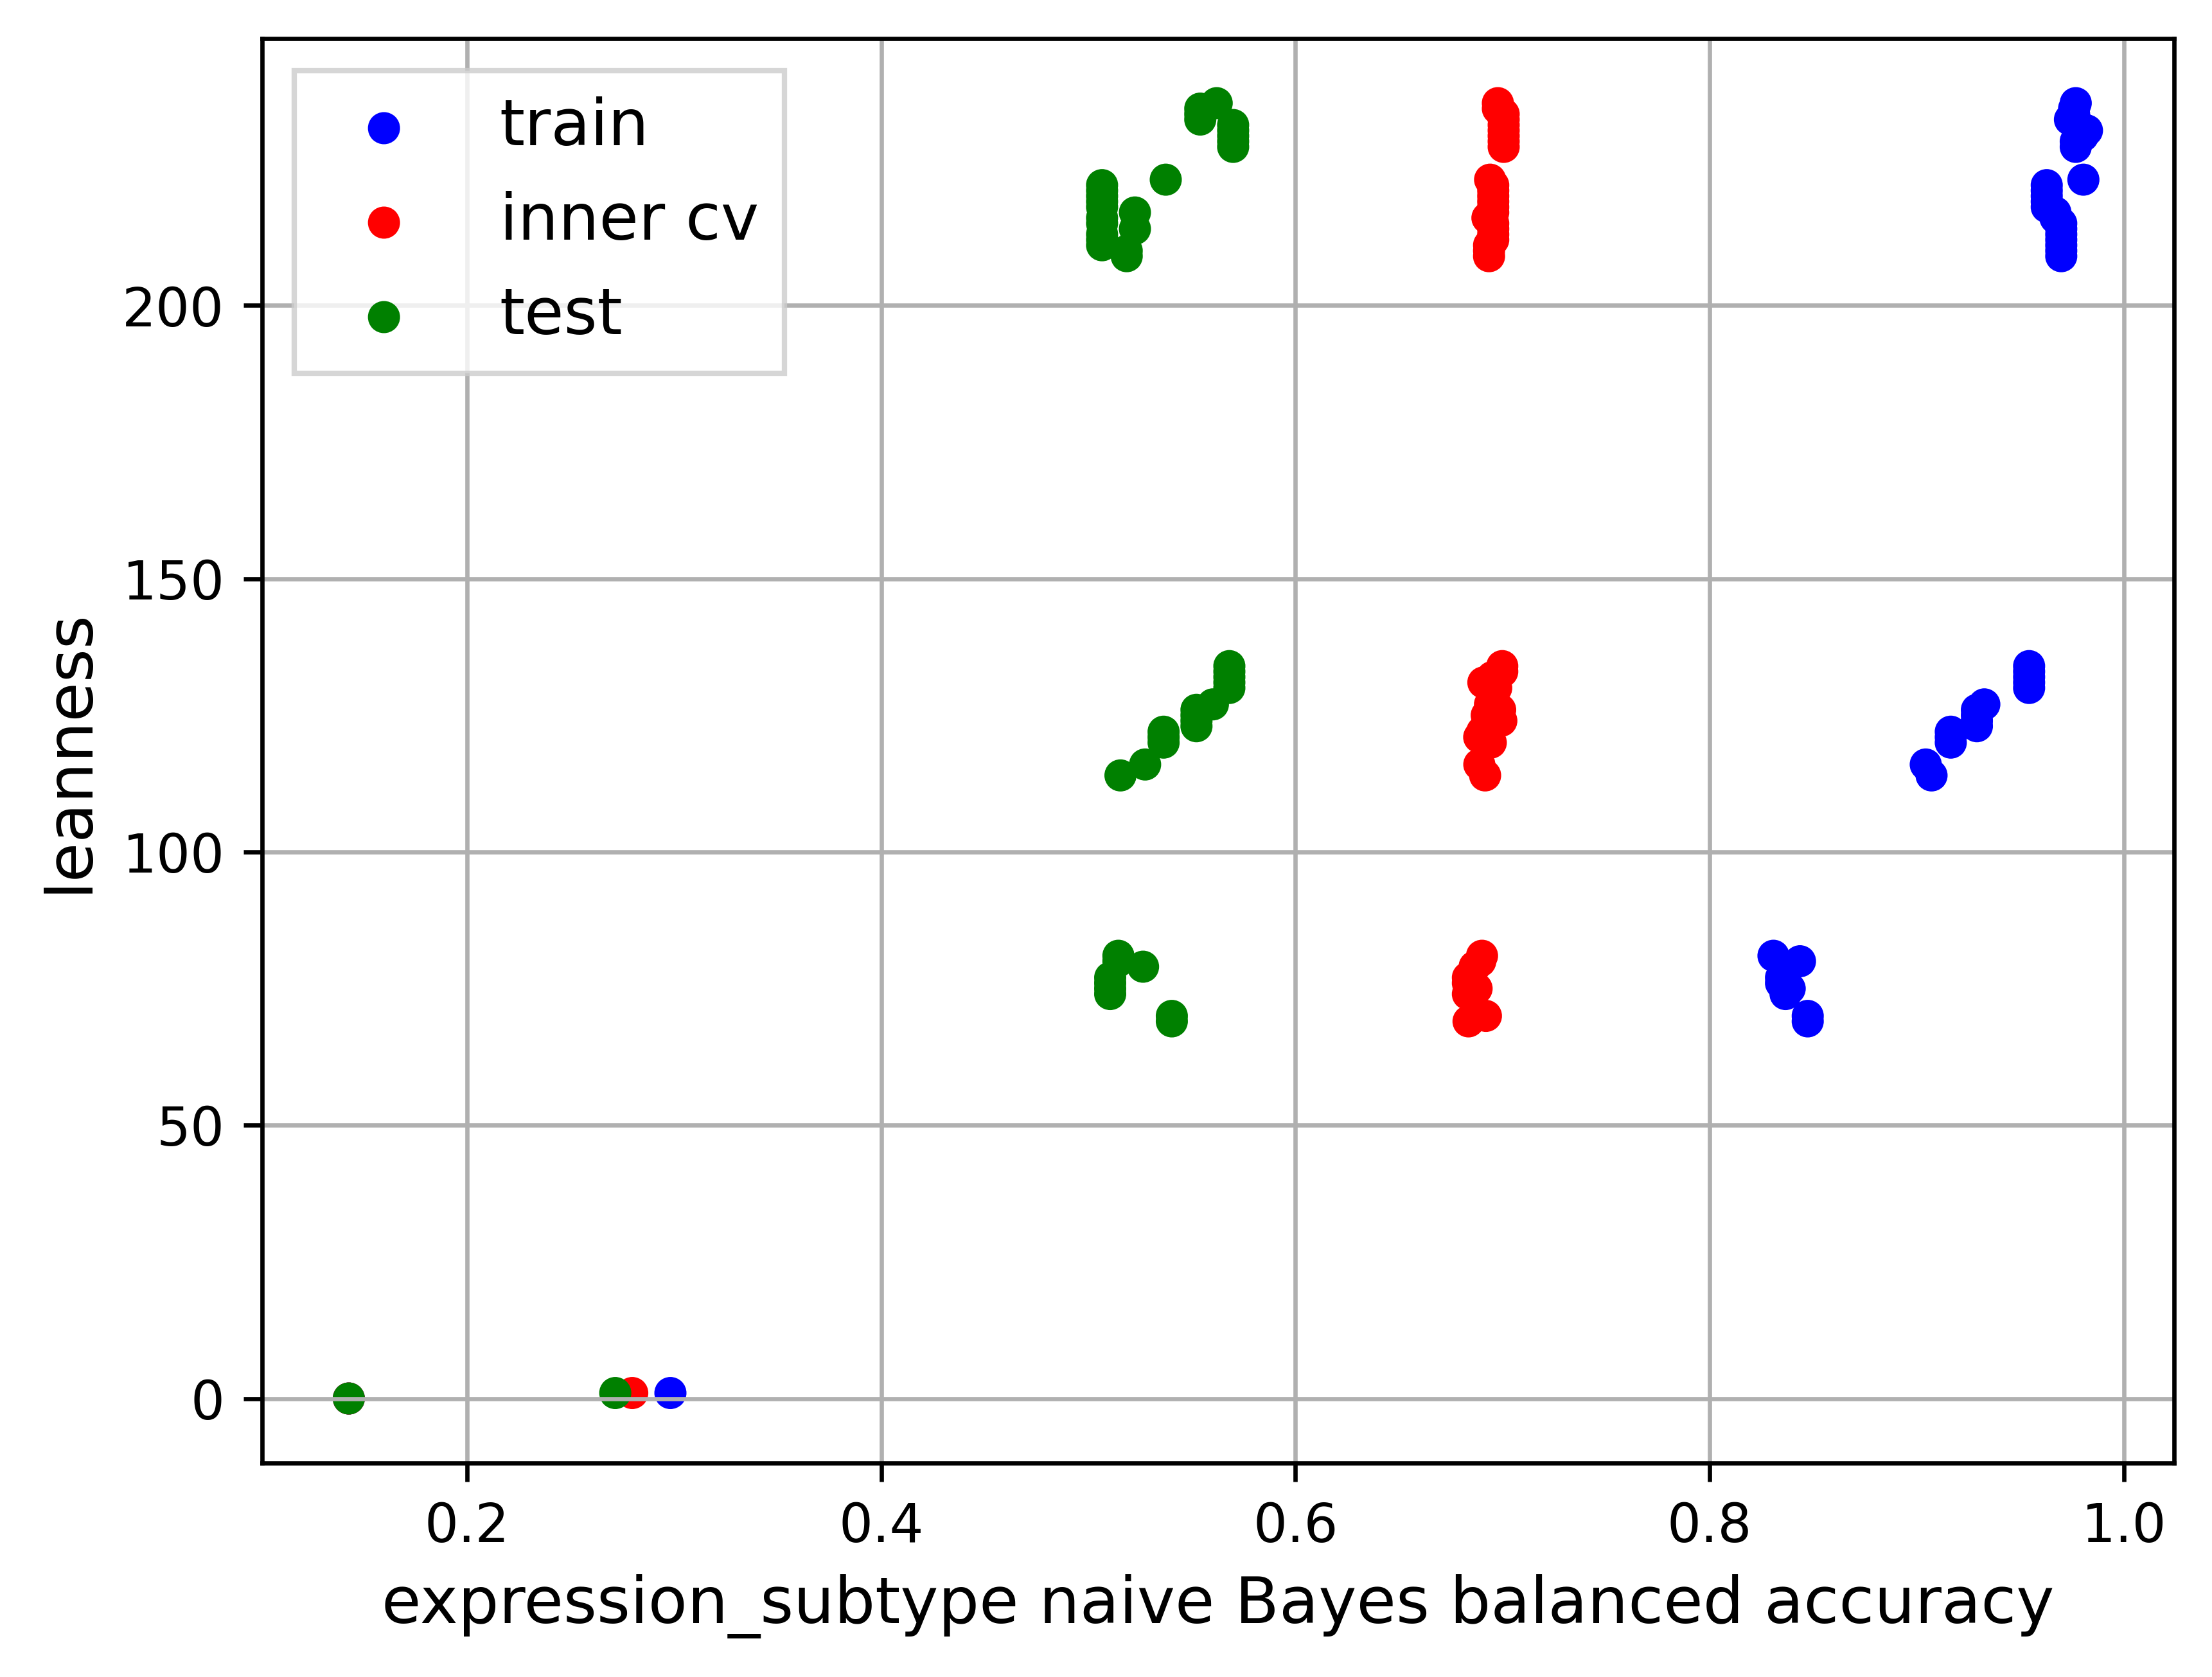 train
inner cv
test
leanness
200
150
100
50
0
0.2 0.4 0.6 0.8 1.0
expression_subtype naive Bayes balanced accuracy